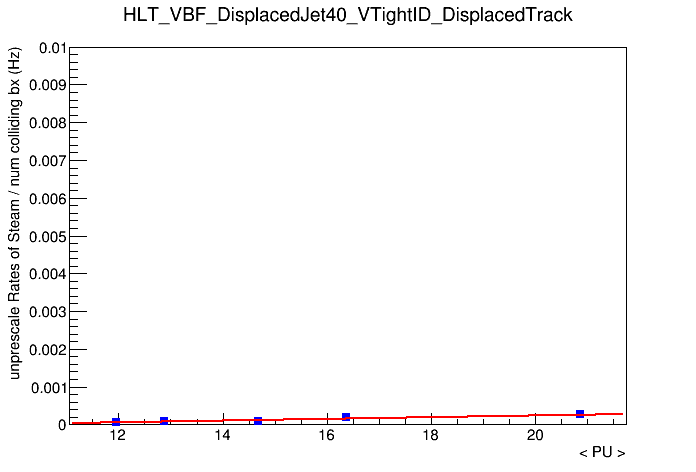 HLT_VBF_DisplacedJet40_VTightID_DisplacedTrack
unprescale Rates of Steam / num colliding bx (Hz)
0.01
0.009
0.008
0.007
0.006
0.005
0.004
0.003
0.002
0.001
0
12 14 16 18 20
< PU >